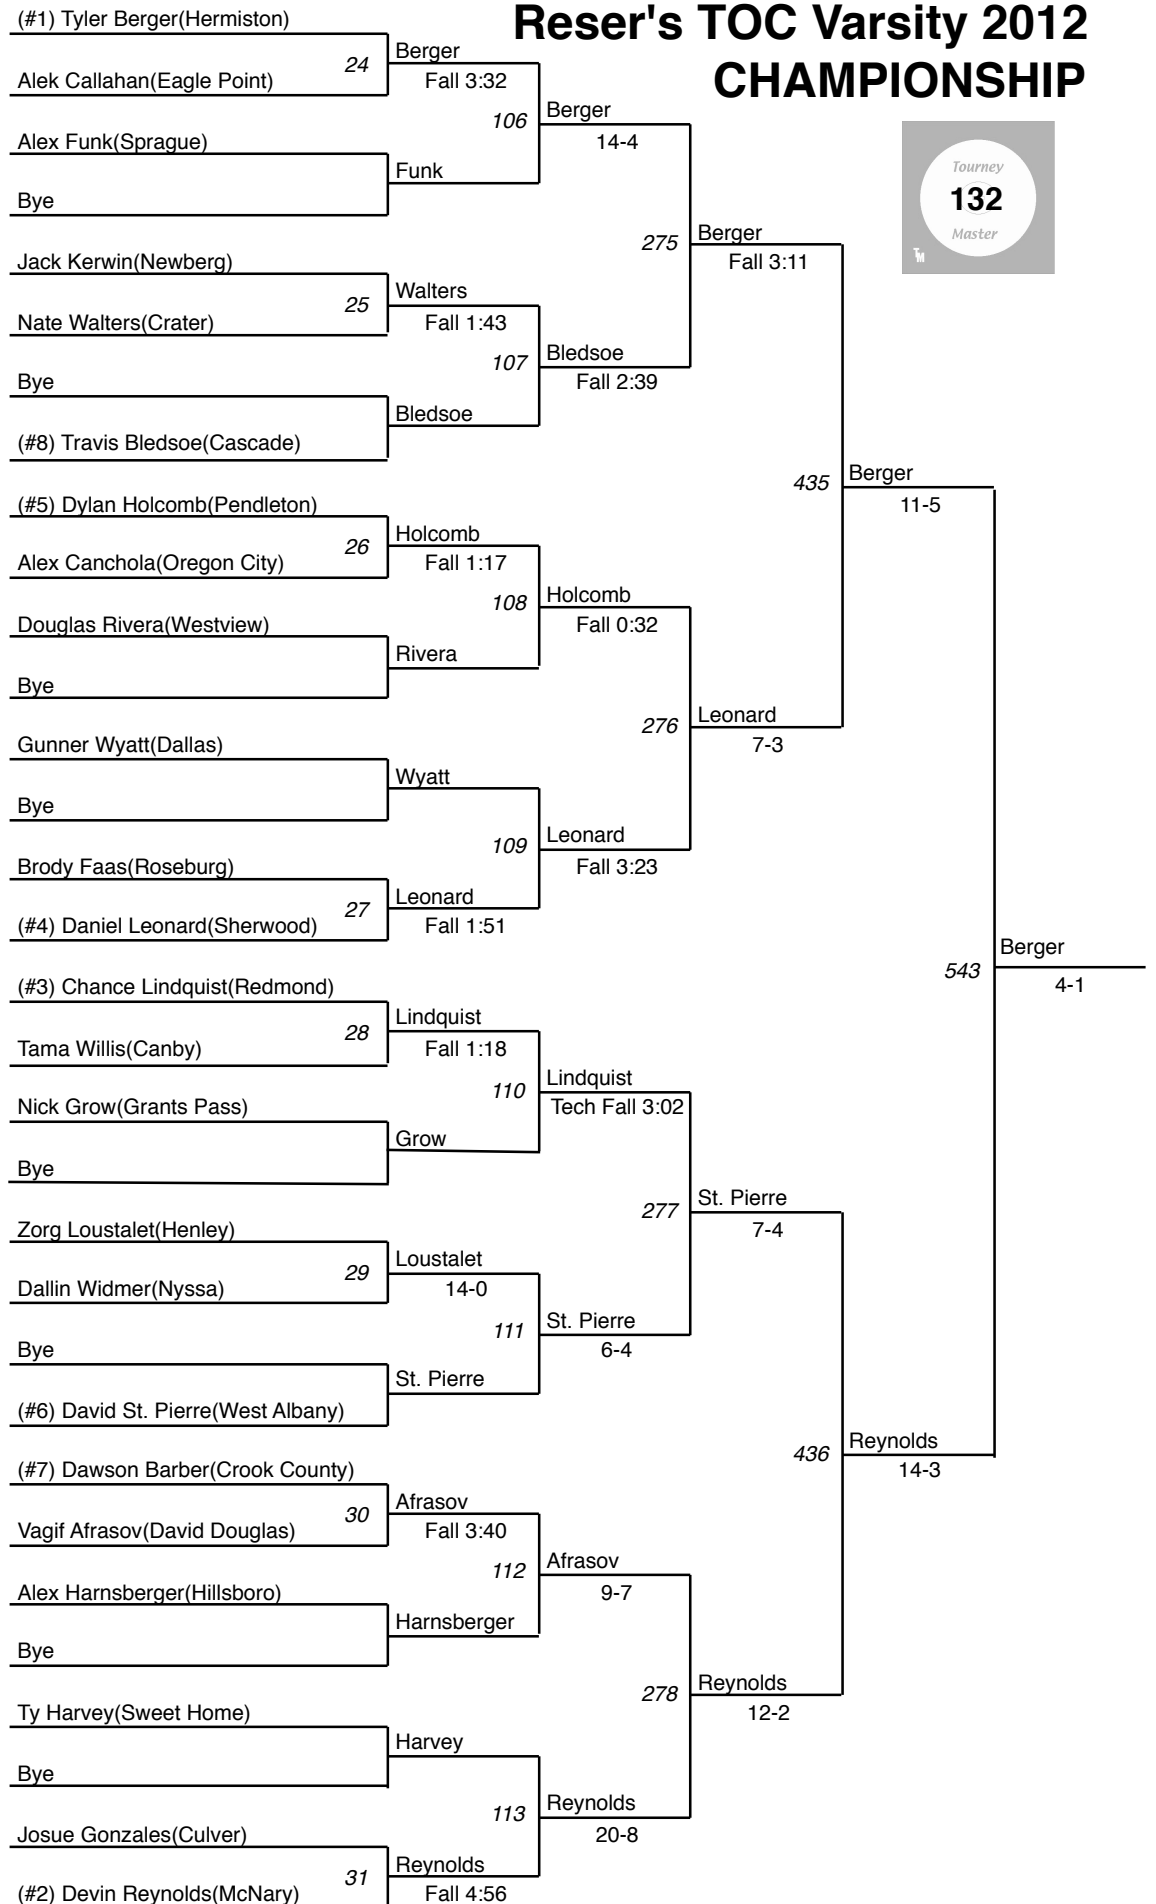 Reser's TOC Varsity 2012
CHAMPIONSHIP
Tourney
132
Master
TM
(#1) Tyler Berger(Hermiston)
24
Alek Callahan(Eagle Point)
Alex Funk(Sprague)
Bye
Jack Kerwin(Newberg)
25
Nate Walters(Crater)
Bye
(#8) Travis Bledsoe(Cascade)
(#5) Dylan Holcomb(Pendleton)
26
Alex Canchola(Oregon City)
Douglas Rivera(Westview)
Bye
Gunner Wyatt(Dallas)
Bye
Brody Faas(Roseburg)
27
(#4) Daniel Leonard(Sherwood)
(#3) Chance Lindquist(Redmond)
28
Tama Willis(Canby)
Nick Grow(Grants Pass)
Bye
Zorg Loustalet(Henley)
29
Dallin Widmer(Nyssa)
Bye
(#6) David St. Pierre(West Albany)
(#7) Dawson Barber(Crook County)
30
Vagif Afrasov(David Douglas)
Alex Harnsberger(Hillsboro)
Bye
Ty Harvey(Sweet Home)
Bye
Josue Gonzales(Culver)
31
(#2) Devin Reynolds(McNary)
Berger
Fall 3:32
106
Funk
Walters
Fall 1:43
107
Bledsoe
Holcomb
Fall 1:17
108
Rivera
Wyatt
109
Leonard
Fall 1:51
Lindquist
Fall 1:18
110
Grow
Loustalet
14-0
111
St. Pierre
Afrasov
Fall 3:40
112
Harnsberger
Harvey
113
Reynolds
Fall 4:56
Berger
14-4
275
Bledsoe
Fall 2:39
Holcomb
Fall 0:32
276
Leonard
Fall 3:23
Lindquist
Tech Fall 3:02
277
St. Pierre
6-4
Afrasov
9-7
278
Reynolds
20-8
Berger
Fall 3:11
435
Leonard
7-3
St. Pierre
7-4
436
Reynolds
12-2
Berger
11-5
543
Reynolds
14-3
Berger
4-1